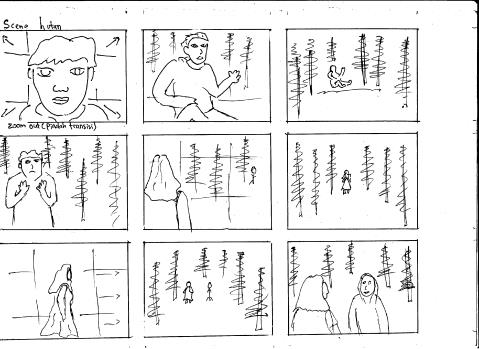 Scene hutan
Zoom out (pindah transisi)